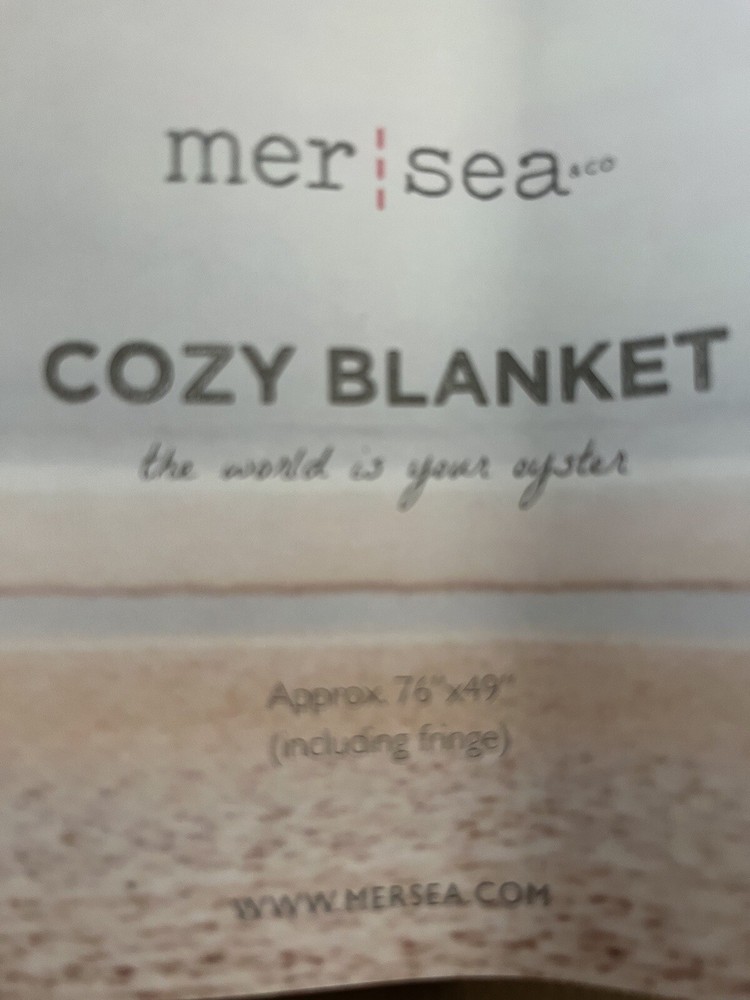 mer¦sea &co
COZY BLANKET
the world is your oyster
Approx. 76"x49"
(including fringe)
WWW.MERSEA.COM